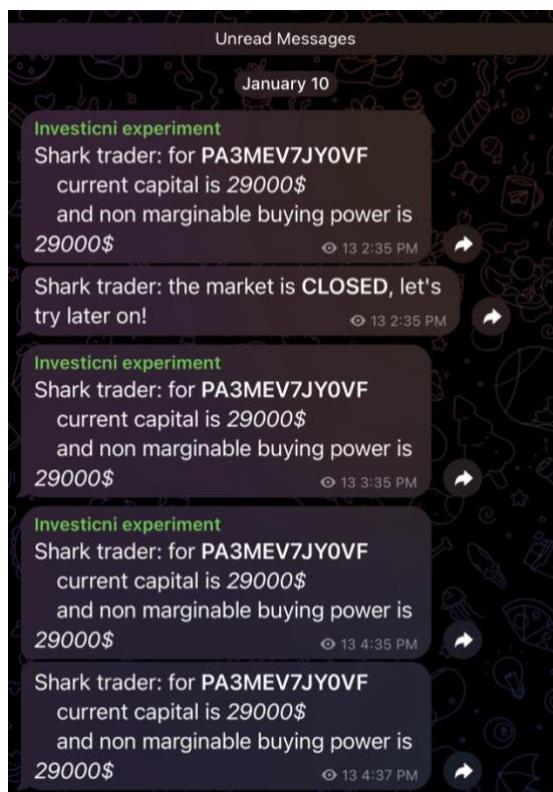 Unread Messages
January 10
Investicni experiment
Shark trader: for PA3MEV7JY0VF
current capital is 29000$
and non marginable buying power is
29000$
13 2:35 PM
Shark trader: the market is CLOSED, let's
try later on!
13 2:35 PM
Investicni experiment
Shark trader: for PA3MEV7JY0VF
current capital is 29000$
and non marginable buying power is
29000$
13 3:35 PM
Investicni experiment
Shark trader: for PA3MEV7JY0VF
current capital is 29000$
and non marginable buying power is
29000$
13 4:35 PM
Shark trader: for PA3MEV7JY0VF
current capital is 29000$
and non marginable buying power is
29000$
13 4:37 PM